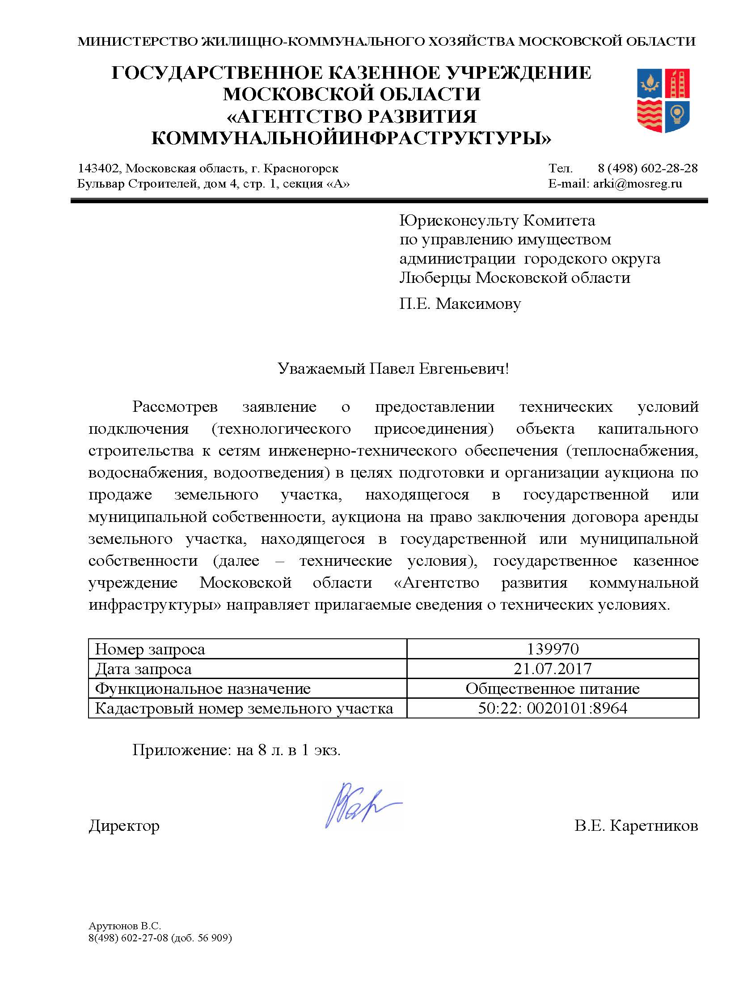 МИНИСТЕРСТВО ЖИЛИЩНО-КОММУНАЛЬНОГО ХОЗЯЙСТВА МОСКОВСКОЙ ОБЛАСТИ
ГОСУДАРСТВЕННОЕ КАЗЕННОЕ УЧРЕЖДЕНИЕ
МОСКОВСКОЙ ОБЛАСТИ
«АГЕНТСТВО РАЗВИТИЯ
КОММУНАЛЬНОЙИНФРАСТРУКТУРЫ»
143402, Московская область, г. Красногорск
Бульвар Строителей, дом 4, стр. 1, секция «А»
Тел. 8 (498) 602-28-28
E-mail: arki@mosreg.ru
Юрисконсульту Комитета
по управлению имуществом
администрации городского округа
Люберцы Московской области
П.Е. Максимову
Уважаемый Павел Евгеньевич!
Рассмотрев заявление о предоставлении технических условий
подключения (технологического присоединения) объекта капитального
строительства к сетям инженерно-технического обеспечения (теплоснабжения,
водоснабжения, водоотведения) в целях подготовки и организации аукциона по
продаже земельного участка, находящегося в государственной или
муниципальной собственности, аукциона на право заключения договора аренды
земельного участка, находящегося в государственной или муниципальной
собственности (далее – технические условия), государственное казенное
учреждение Московской области «Агентство развития коммунальной
инфраструктуры» направляет прилагаемые сведения о технических условиях.
Номер запроса 139970
Дата запроса 21.07.2017
Функциональное назначение Общественное питание
Кадастровый номер земельного участка 50:22: 0020101:8964
Приложение: на 8 л. в 1 экз.
Директор В.Е. Каретников
Арутюнов В.С.
8(498) 602-27-08 (доб. 56 909)